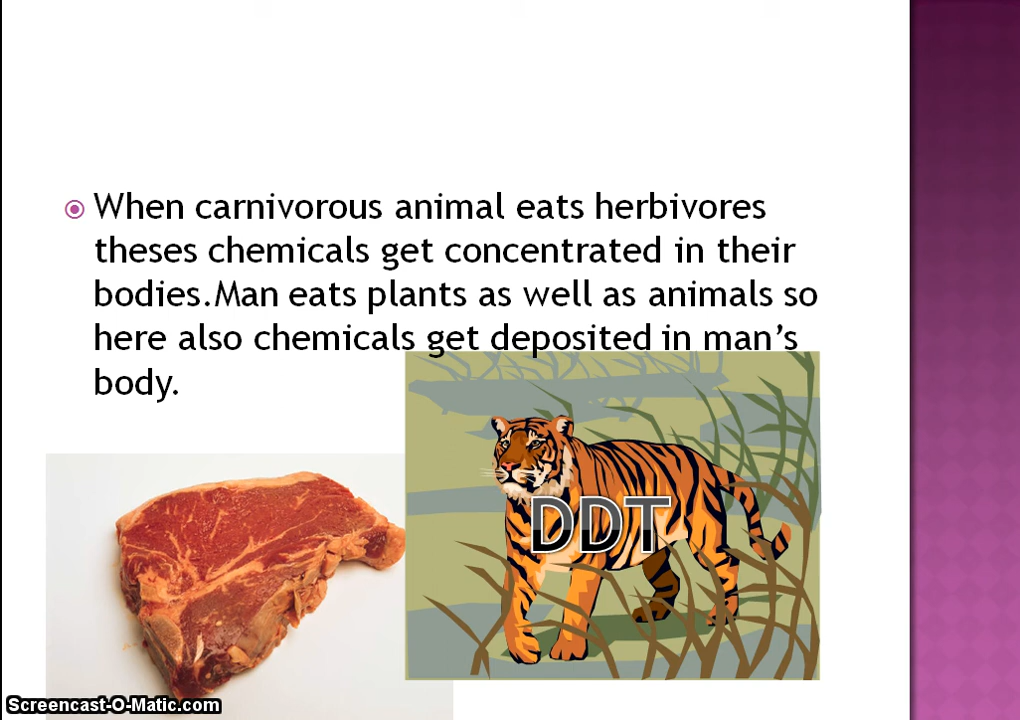 When carnivorous animal eats herbivores
theses chemicals get concentrated in their
bodies.Man eats plants as well as animals so
here also chemicals get deposited in man’s
body.
DDT
Screencast-O-Matic.com